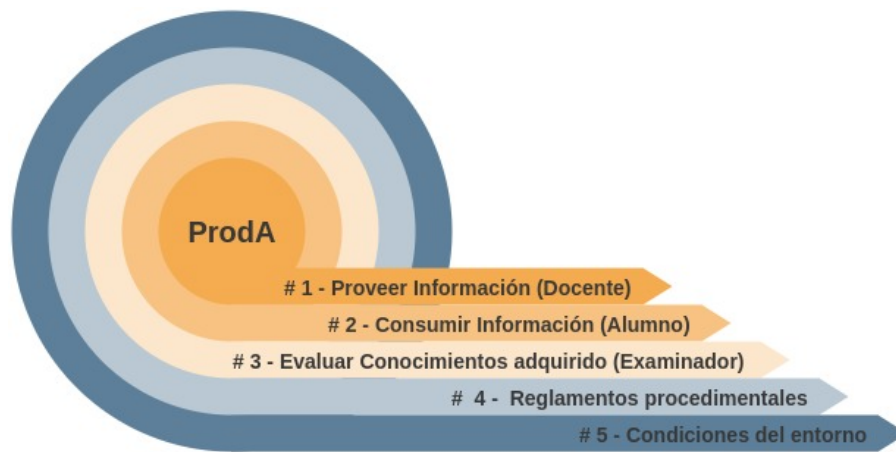 ProdA
# 1 - Proveer Información (Docente)
# 2 - Consumir Información (Alumno)
# 3 - Evaluar Conocimientos adquirido (Examinador)
# 4 - Reglamentos procedimentales
# 5 - Condiciones del entorno